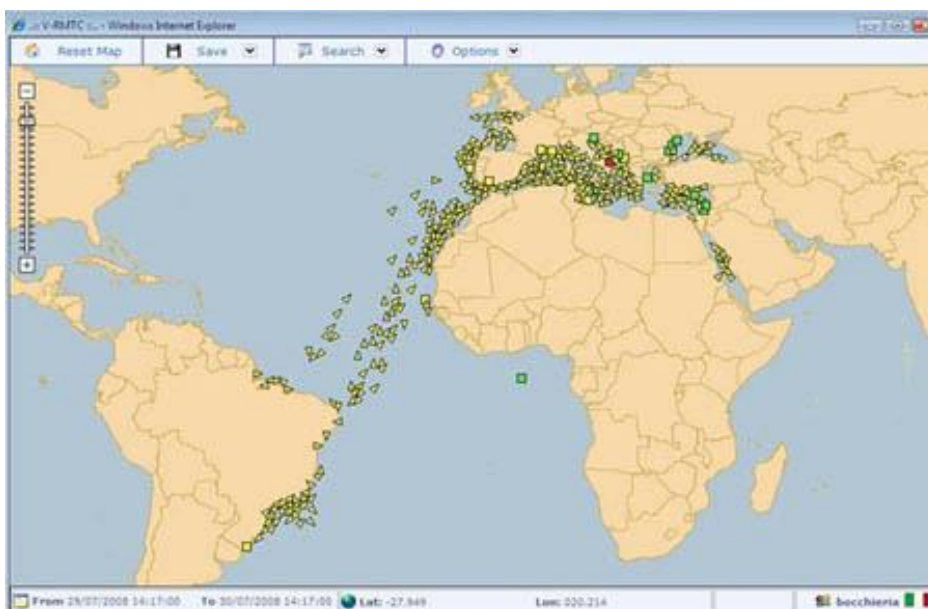 V-RMTC - Windows Internet Explorer
Reset Map Save Search Options
From 29/07/2008 14:17:00 To 30/07/2008 14:17:00 Lat: -27.949 Lon: 020.214 bocchieria